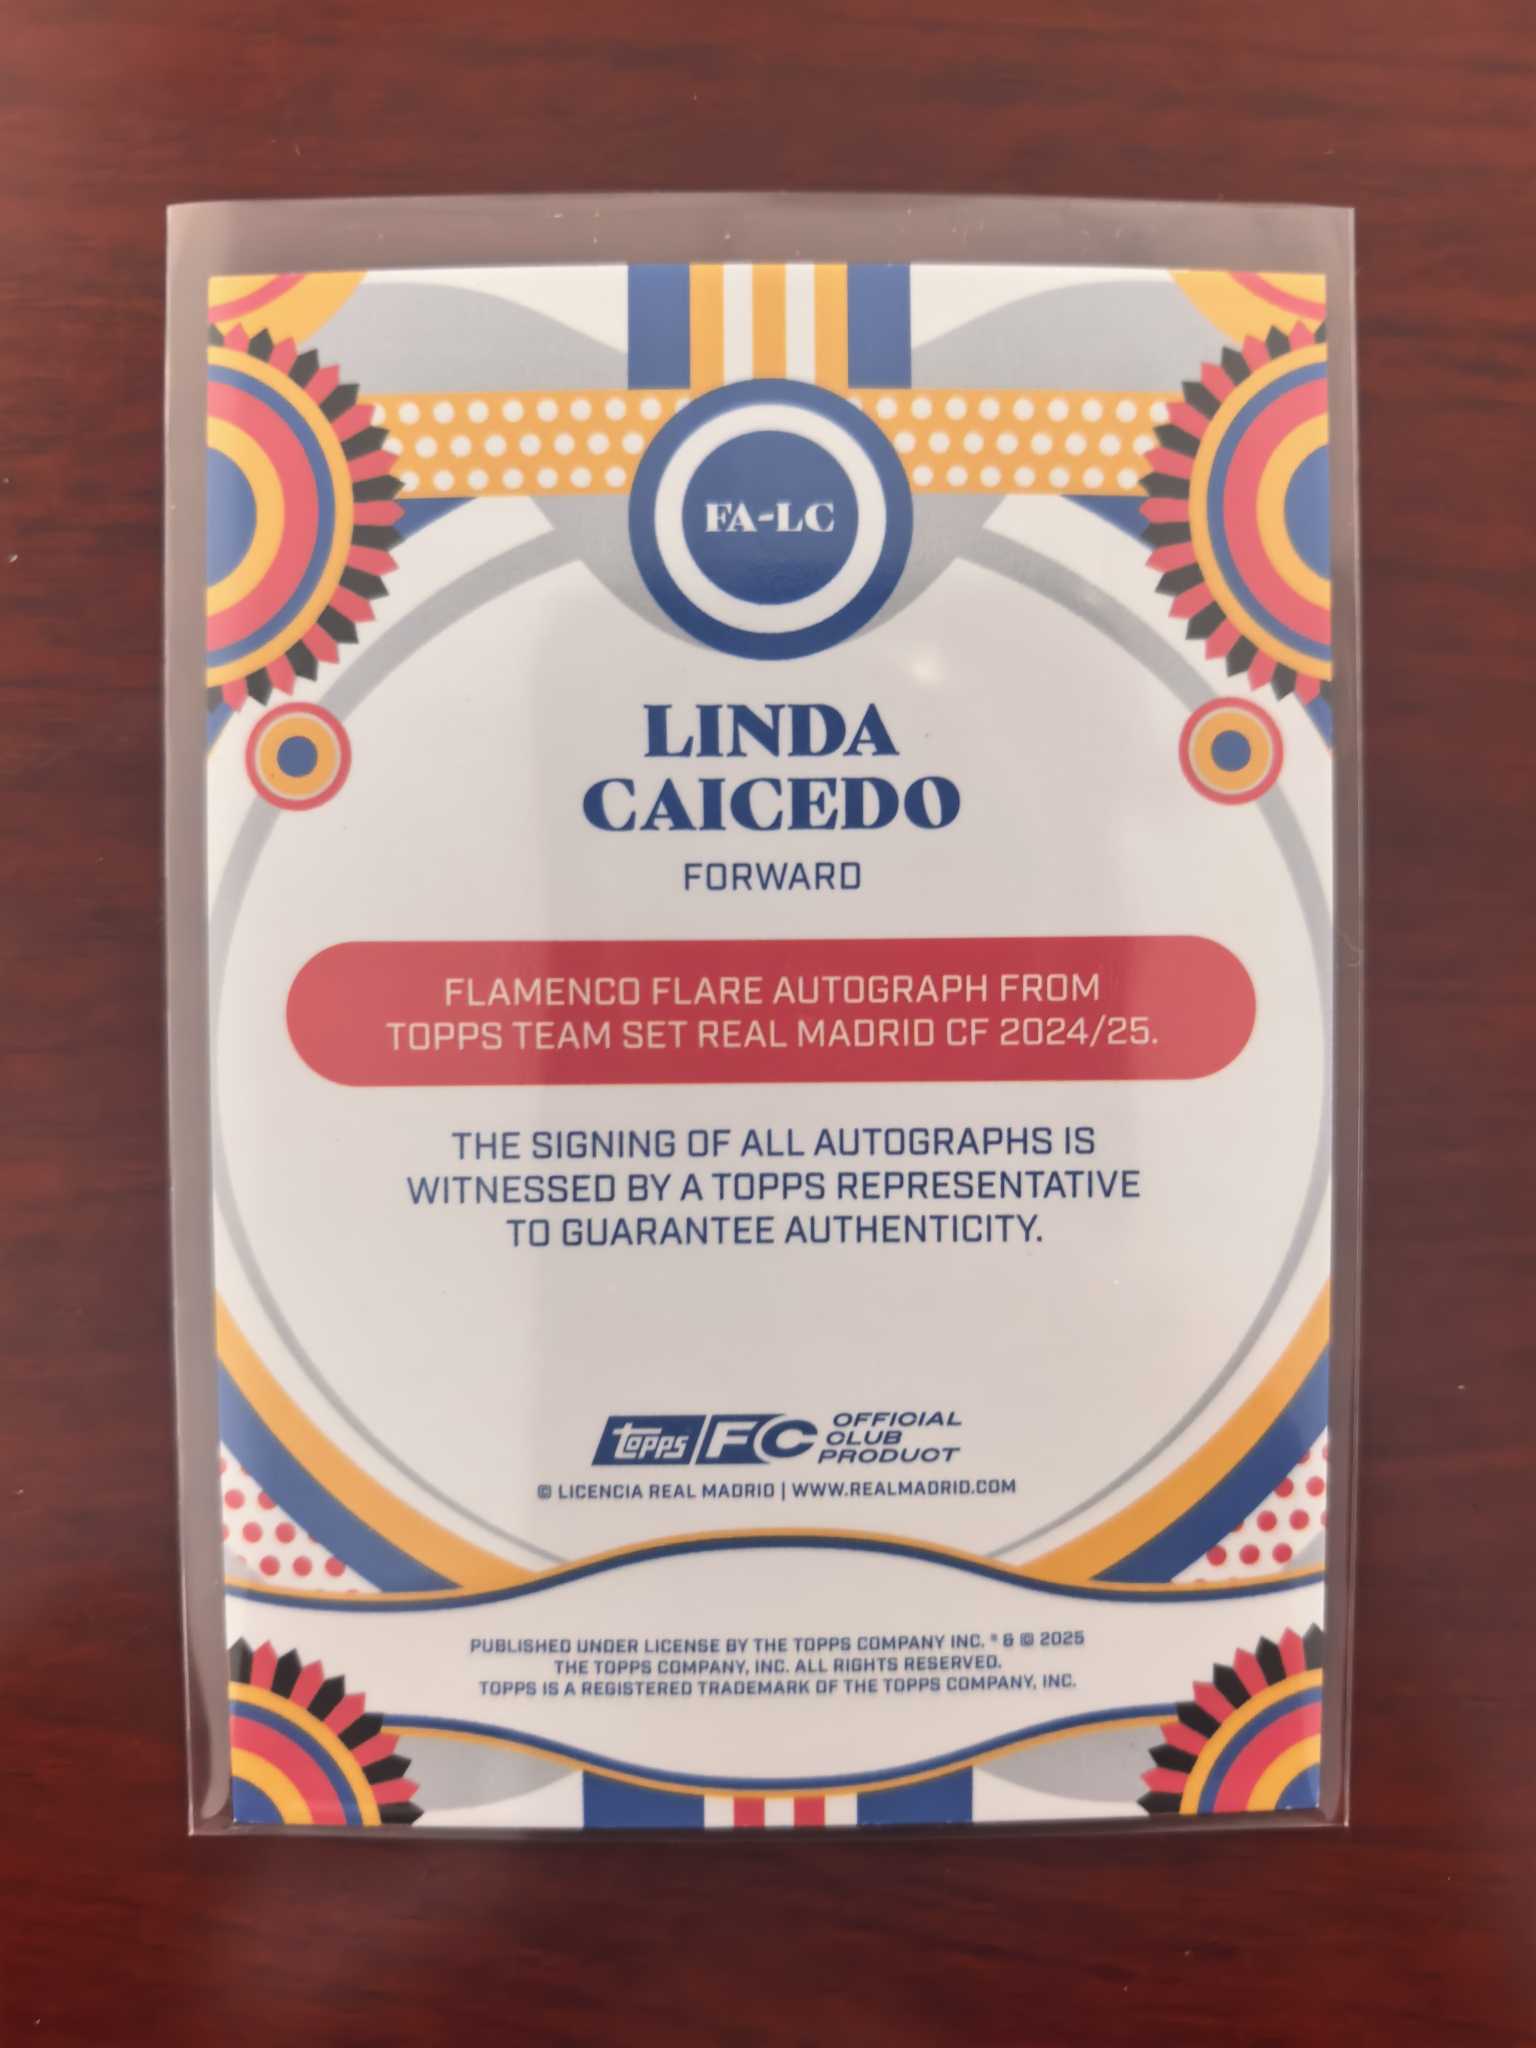 FA-LC
LINDA
CAICEDO
FORWARD
FLAMENCO FLARE AUTOGRAPH FROM
TOPPS TEAM SET REAL MADRID CF 2024/25.
THE SIGNING OF ALL AUTOGRAPHS IS
WITNESSED BY A TOPPS REPRESENTATIVE
TO GUARANTEE AUTHENTICITY.
topps FC OFFICIAL
CLUB
PRODUCT
© LICENCIA REAL MADRID | WWW.REALMADRID.COM
PUBLISHED UNDER LICENSE BY THE TOPPS COMPANY INC. ® & © 2025
THE TOPPS COMPANY, INC. ALL RIGHTS RESERVED.
TOPPS IS A REGISTERED TRADEMARK OF THE TOPPS COMPANY, INC.